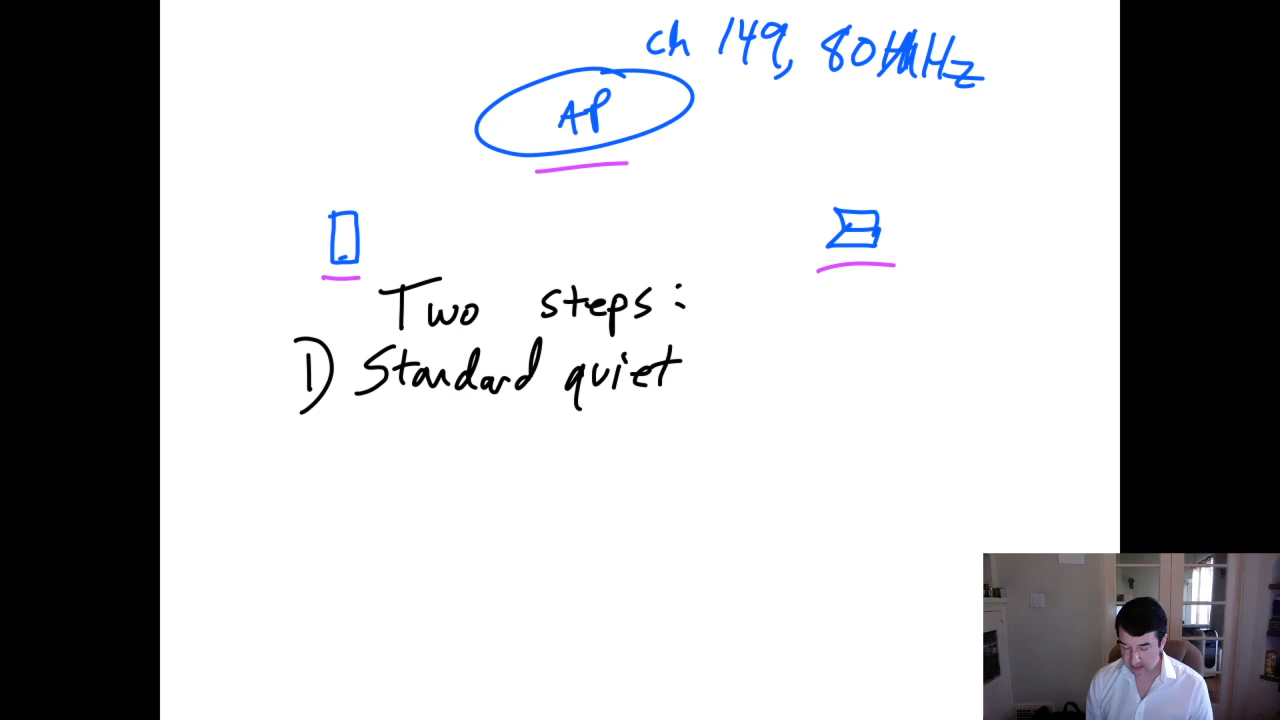 ch 149, 80MHz
AP
Two steps:
1) Standard quiet